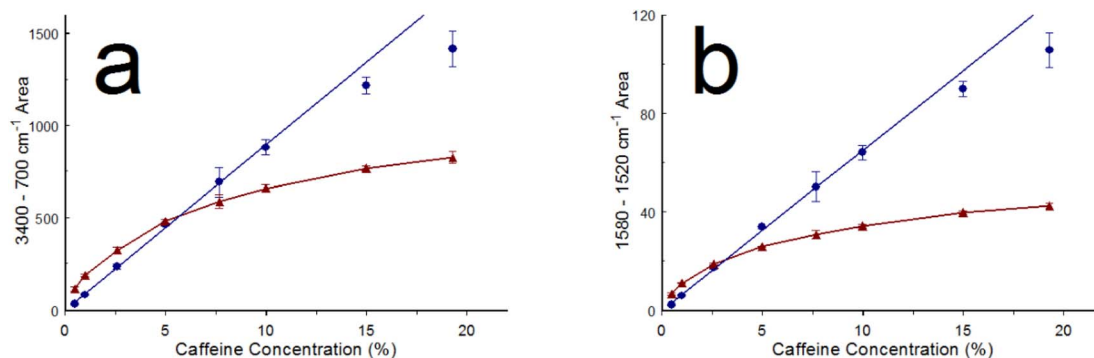 a
3400 - 700 cm⁻¹ Area
1500
1000
500
0
0 5 10 15 20
Caffeine Concentration (%)
b
1580 - 1520 cm⁻¹ Area
120
80
40
0
0 5 10 15 20
Caffeine Concentration (%)